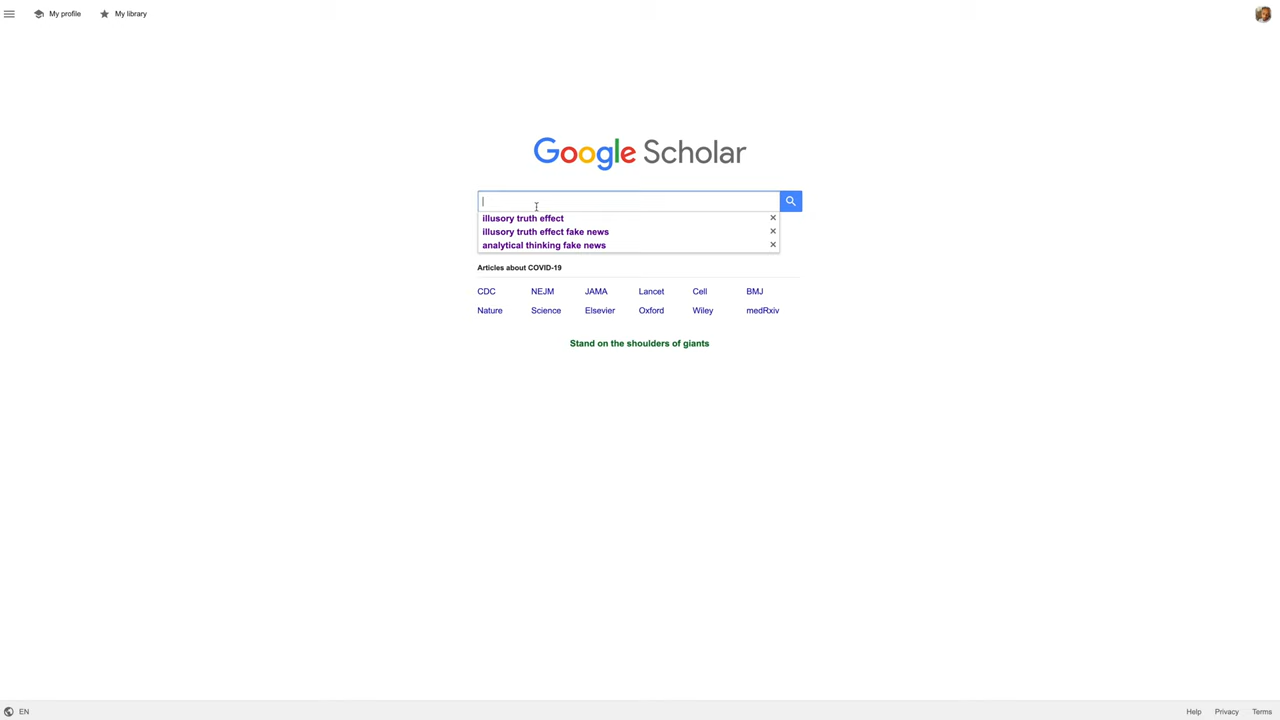 My profile My library
Google Scholar
illusory truth effect
illusory truth effect fake news
analytical thinking fake news
Articles about COVID-19
CDC NEJM JAMA Lancet Cell BMJ
Nature Science Elsevier Oxford Wiley medRxiv
Stand on the shoulders of giants
EN Help Privacy Terms